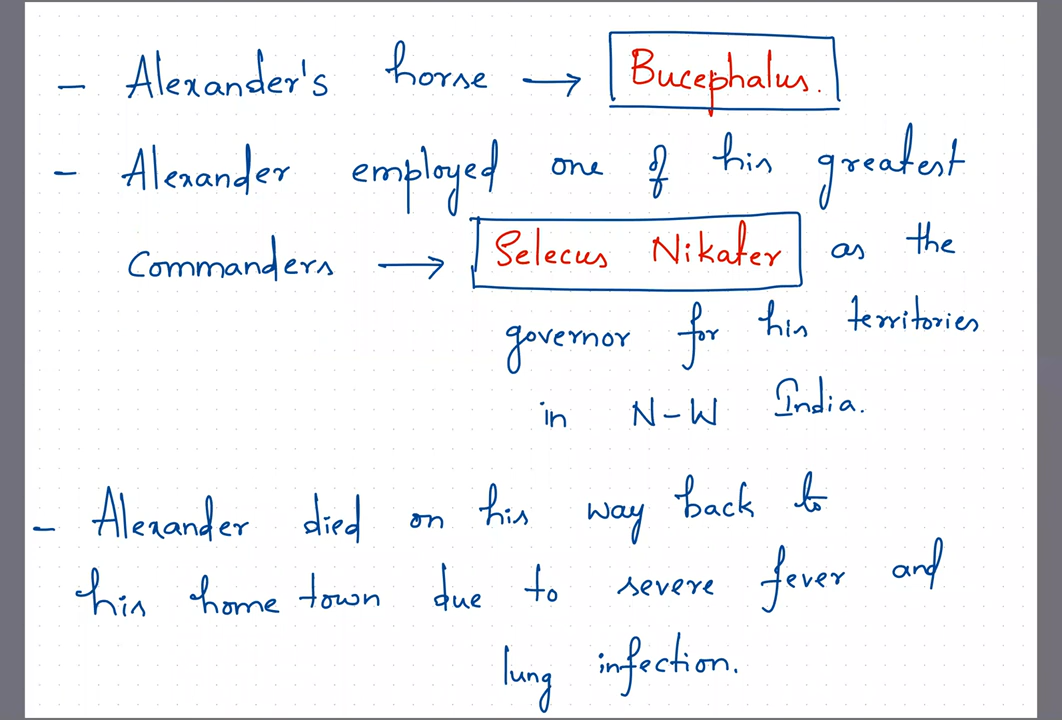 - Alexander's horse → Bucephalus.
- Alexander employed one of his greatest
Commanders → Selecus Nikater as the
governor for his territories
in N-W India.
- Alexander died on his way back to
his home town due to severe fever and
lung infection.